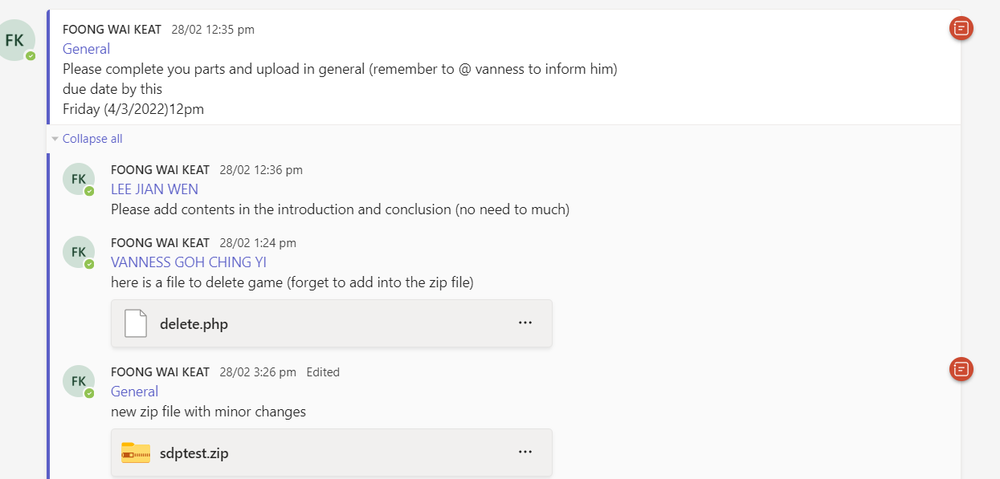 FK
FOONG WAI KEAT 28/02 12:35 pm
General
Please complete you parts and upload in general (remember to @ vanness to inform him)
due date by this
Friday (4/3/2022)12pm
Collapse all
FK
FOONG WAI KEAT 28/02 12:36 pm
LEE JIAN WEN
Please add contents in the introduction and conclusion (no need to much)
FK
FOONG WAI KEAT 28/02 1:24 pm
VANNESS GOH CHING YI
here is a file to delete game (forget to add into the zip file)
delete.php
FK
FOONG WAI KEAT 28/02 3:26 pm Edited
General
new zip file with minor changes
sdptest.zip